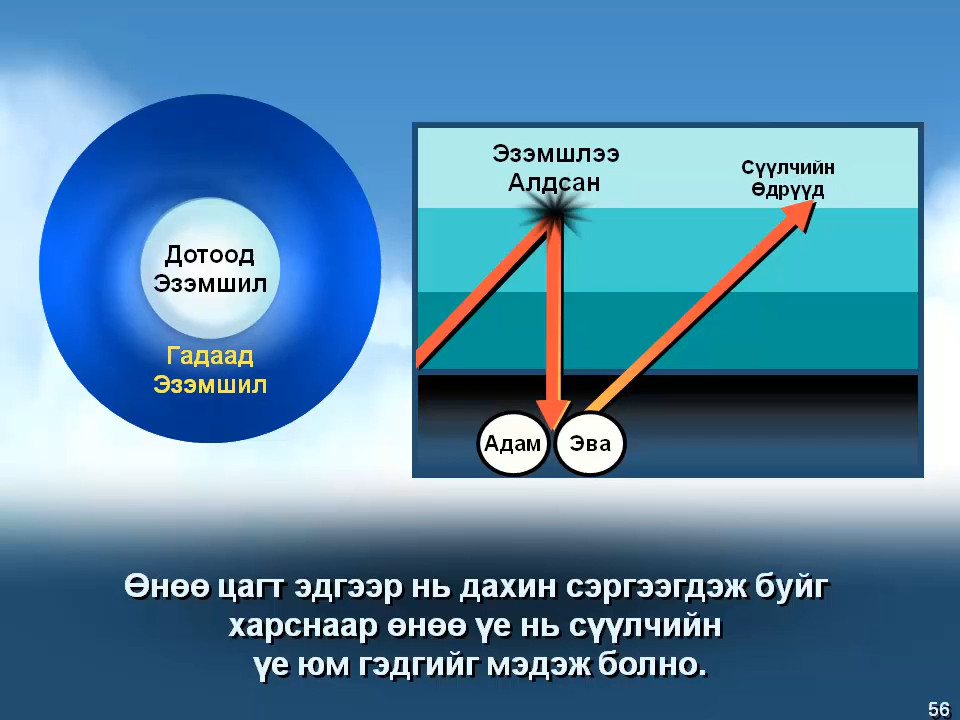 Дотоод
Эзэмшил
Гадаад
Эзэмшил
Эзэмшлээ
Алдсан
Сүүлчийн
Өдрүүд
Адам
Эва
Өнөө цагт эдгээр нь дахин сэргээгдэж буйг
харснаар өнөө үе нь сүүлчийн
үе юм гэдгийг мэдэж болно.
56